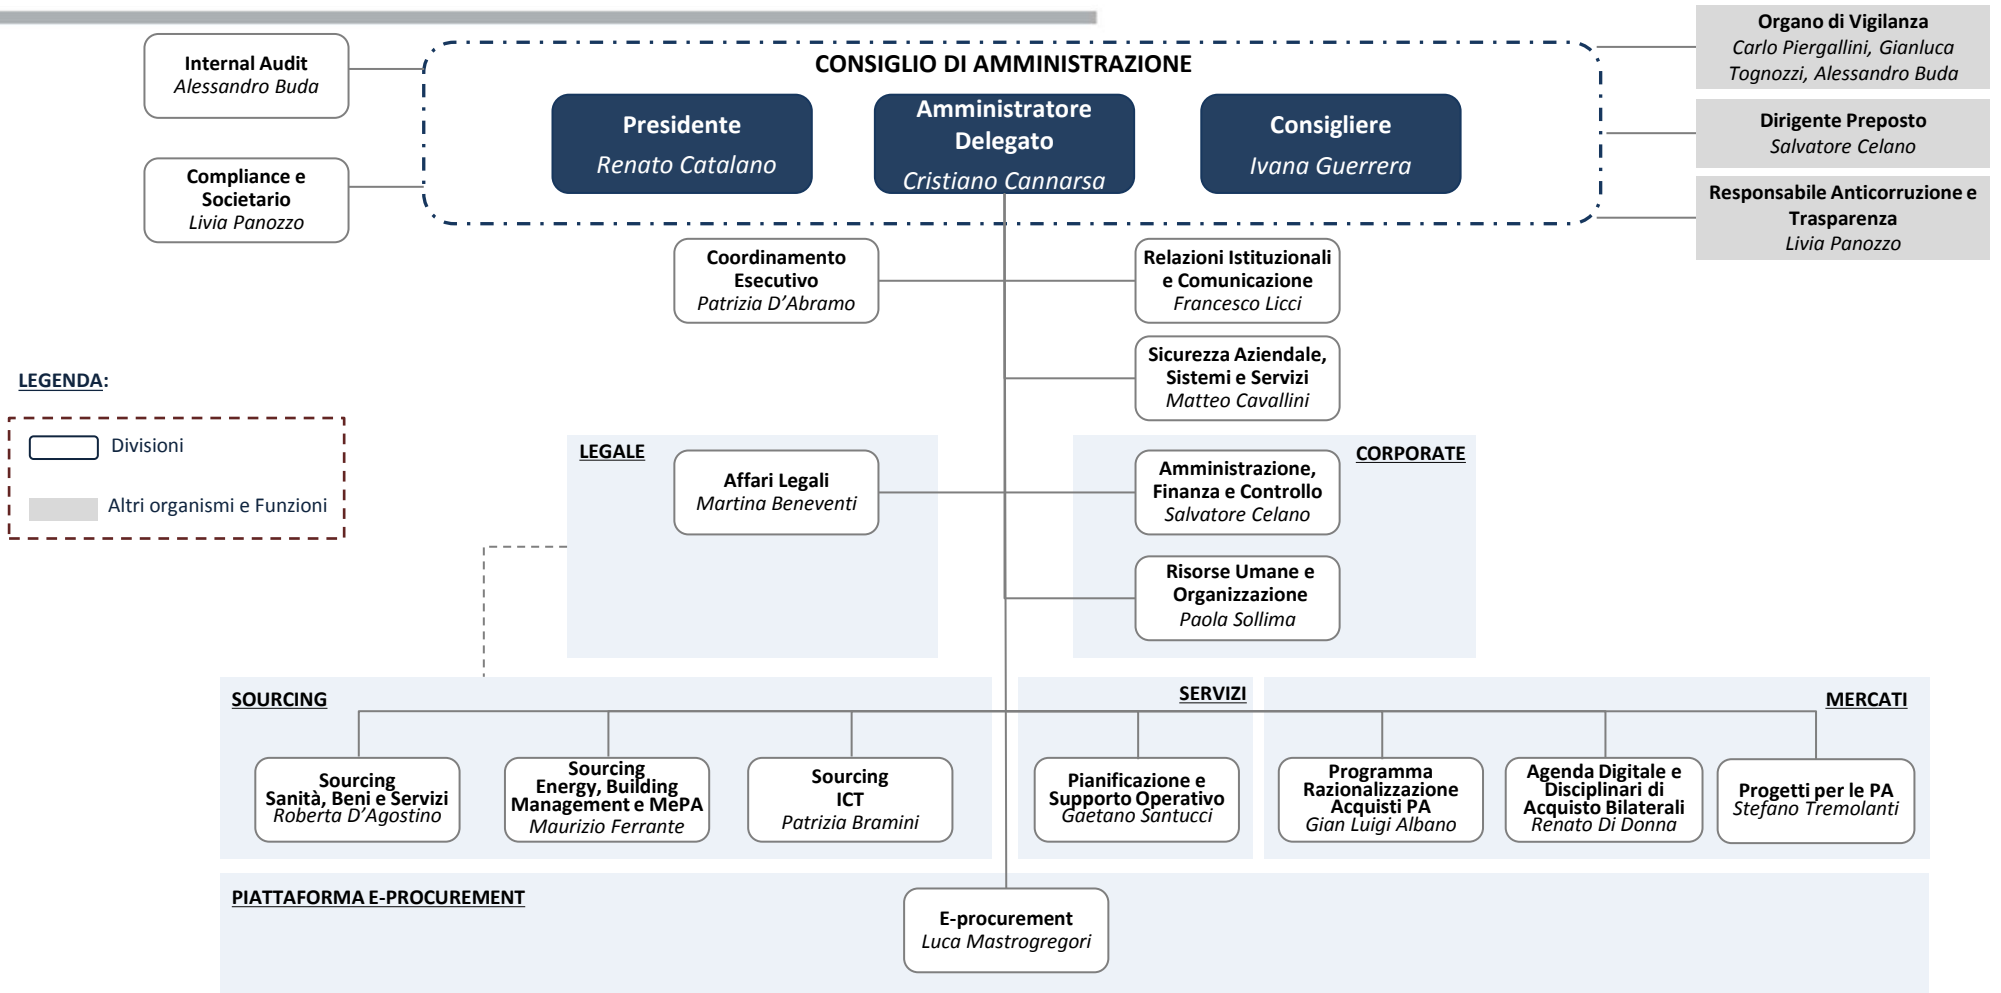 Internal Audit
Alessandro Buda
Compliance e
Societario
Livia Panozzo
CONSIGLIO DI AMMINISTRAZIONE
Presidente
Renato Catalano
Amministratore
Delegato
Cristiano Cannarsa
Consigliere
Ivana Guerrera
Organo di Vigilanza
Carlo Piergallini, Gianluca
Tognozzi, Alessandro Buda
Dirigente Preposto
Salvatore Celano
Responsabile Anticorruzione e
Trasparenza
Livia Panozzo
Coordinamento
Esecutivo
Patrizia D’Abramo
Relazioni Istituzionali
e Comunicazione
Francesco Licci
Sicurezza Aziendale,
Sistemi e Servizi
Matteo Cavallini
LEGENDA:
Divisioni
Altri organismi e Funzioni
LEGALE
Affari Legali
Martina Beneventi
CORPORATE
Amministrazione,
Finanza e Controllo
Salvatore Celano
Risorse Umane e
Organizzazione
Paola Sollima
SOURCING
Sourcing
Sanità, Beni e Servizi
Roberta D’Agostino
Sourcing
Energy, Building
Management e MePA
Maurizio Ferrante
Sourcing
ICT
Patrizia Bramini
SERVIZI
Pianificazione e
Supporto Operativo
Gaetano Santucci
MERCATI
Programma
Razionalizzazione
Acquisti PA
Gian Luigi Albano
Agenda Digitale e
Disciplinari di
Acquisto Bilaterali
Renato Di Donna
Progetti per le PA
Stefano Tremolanti
PIATTAFORMA E-PROCUREMENT
E-procurement
Luca Mastrogregori